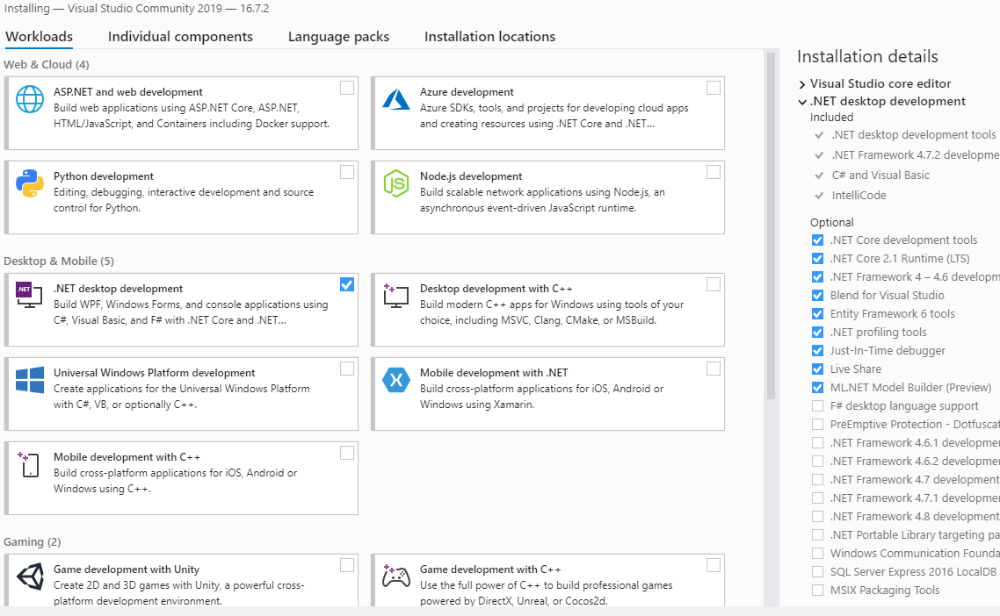 Installing — Visual Studio Community 2019 — 16.7.2
Workloads
Individual components
Language packs
Installation locations
Web & Cloud (4)
ASP.NET and web development
Build web applications using ASP.NET Core, ASP.NET,
HTML/JavaScript, and Containers including Docker support.
Azure development
Azure SDKs, tools, and projects for developing cloud apps
and creating resources using .NET Core and .NET...
Python development
Editing, debugging, interactive development and source
control for Python.
JS
Node.js development
Build scalable network applications using Node.js, an
asynchronous event-driven JavaScript runtime.
Desktop & Mobile (5)
.NET
.NET desktop development
Build WPF, Windows Forms, and console applications using
C#, Visual Basic, and F# with .NET Core and .NET...
Desktop development with C++
Build modern C++ apps for Windows using tools of your
choice, including MSVC, Clang, CMake, or MSBuild.
Universal Windows Platform development
Create applications for the Universal Windows Platform
with C#, VB, or optionally C++.
Mobile development with .NET
Build cross-platform applications for iOS, Android or
Windows using Xamarin.
Mobile development with C++
Build cross-platform applications for iOS, Android or
Windows using C++.
Gaming (2)
Game development with Unity
Create 2D and 3D games with Unity, a powerful cross-
platform development environment.
Game development with C++
Use the full power of C++ to build professional games
powered by DirectX, Unreal, or Cocos2d.
Installation details
Visual Studio core editor
.NET desktop development
Included
.NET desktop development tools
.NET Framework 4.7.2 developme
C# and Visual Basic
IntelliCode
Optional
.NET Core development tools
.NET Core 2.1 Runtime (LTS)
.NET Framework 4 – 4.6 developm
Blend for Visual Studio
Entity Framework 6 tools
.NET profiling tools
Just-In-Time debugger
Live Share
ML.NET Model Builder (Preview)
F# desktop language support
PreEmptive Protection - Dotfuscat
.NET Framework 4.6.1 developmen
.NET Framework 4.6.2 developmen
.NET Framework 4.7 development
.NET Framework 4.7.1 developmen
.NET Framework 4.8 development
.NET Portable Library targeting pa
Windows Communication Founda
SQL Server Express 2016 LocalDB
MSIX Packaging Tools